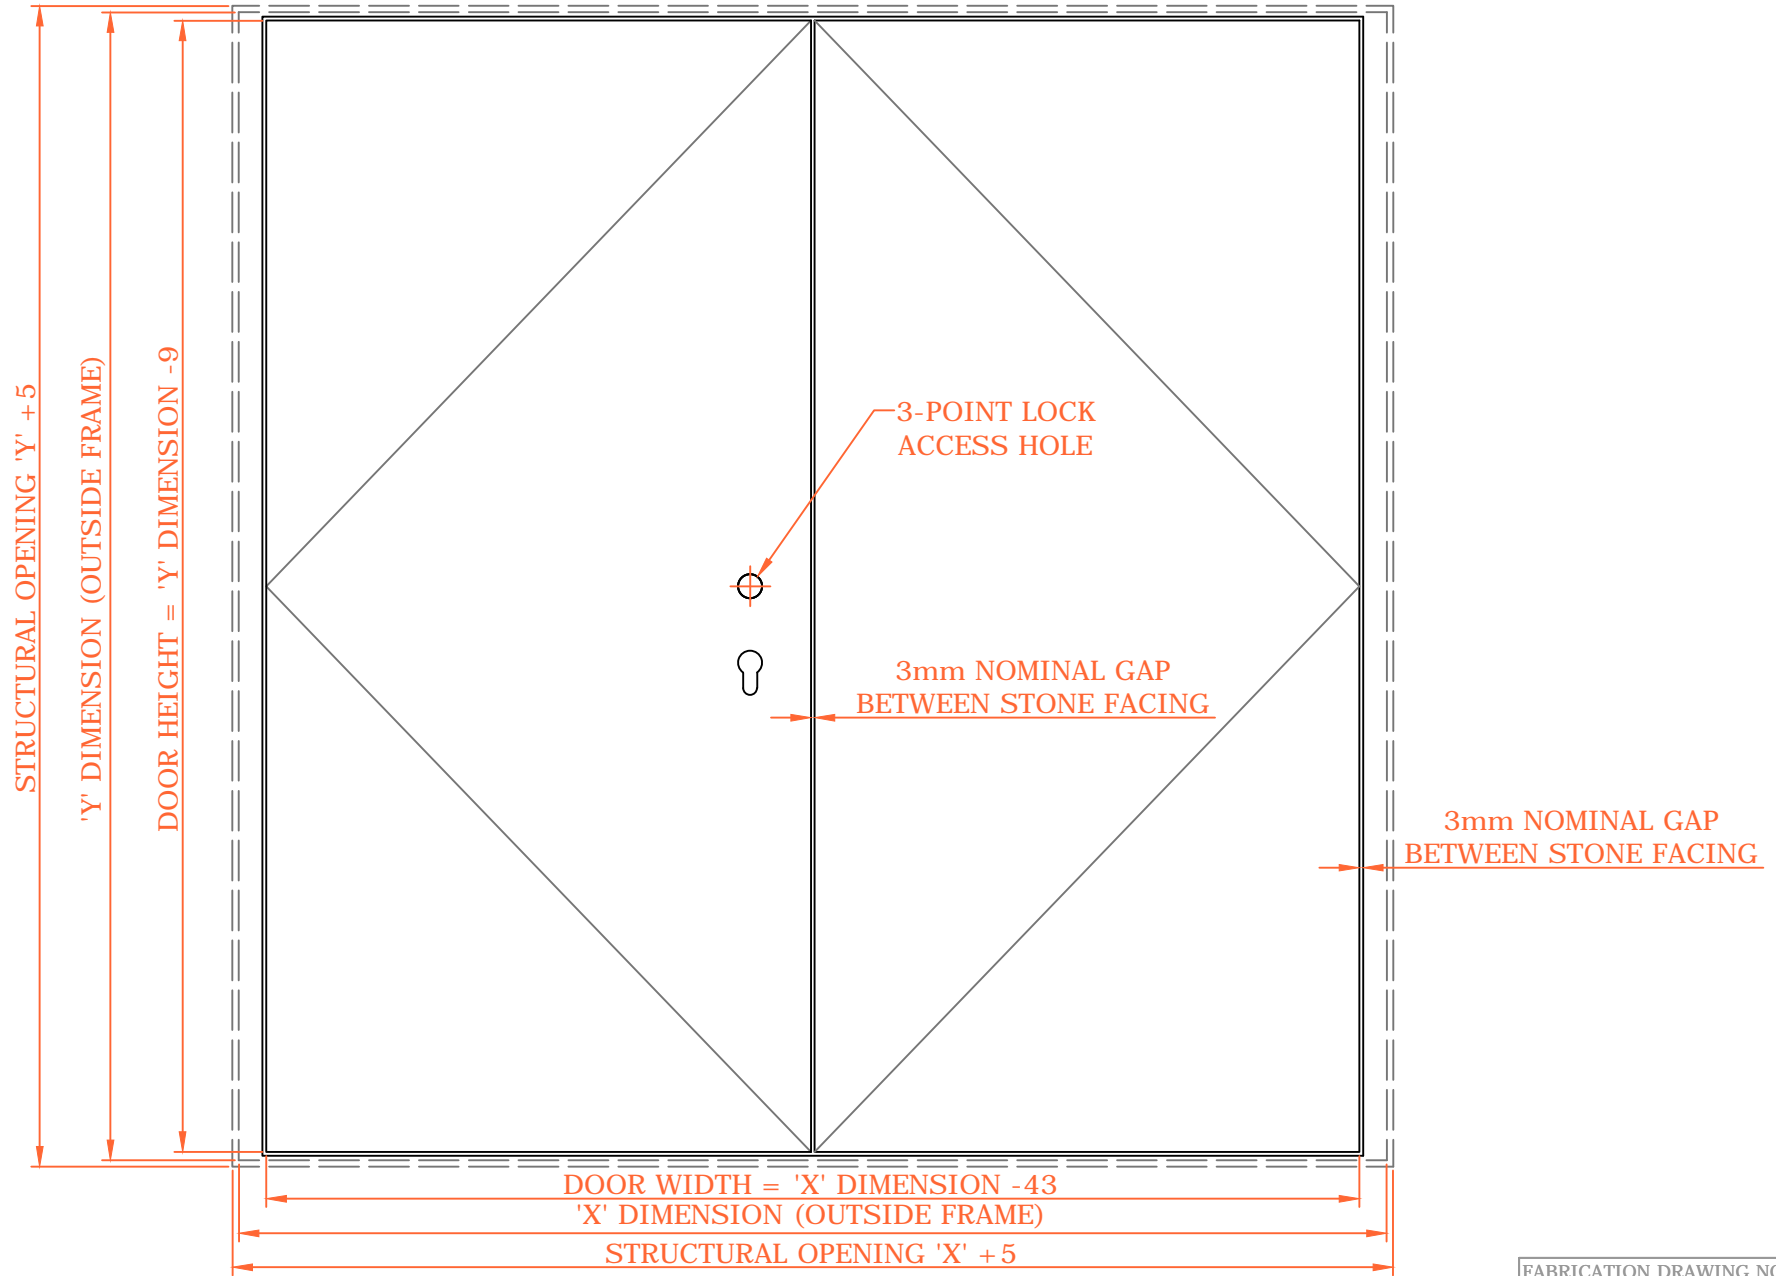 STRUCTURAL OPENING 'Y' +5
'Y' DIMENSION (OUTSIDE FRAME)
DOOR HEIGHT = 'Y' DIMENSION -9
3-POINT LOCK
ACCESS HOLE
3mm NOMINAL GAP
BETWEEN STONE FACING
3mm NOMINAL GAP
BETWEEN STONE FACING
DOOR WIDTH = 'X' DIMENSION -43
'X' DIMENSION (OUTSIDE FRAME)
STRUCTURAL OPENING 'X' +5
FABRICATION DRAWING NO